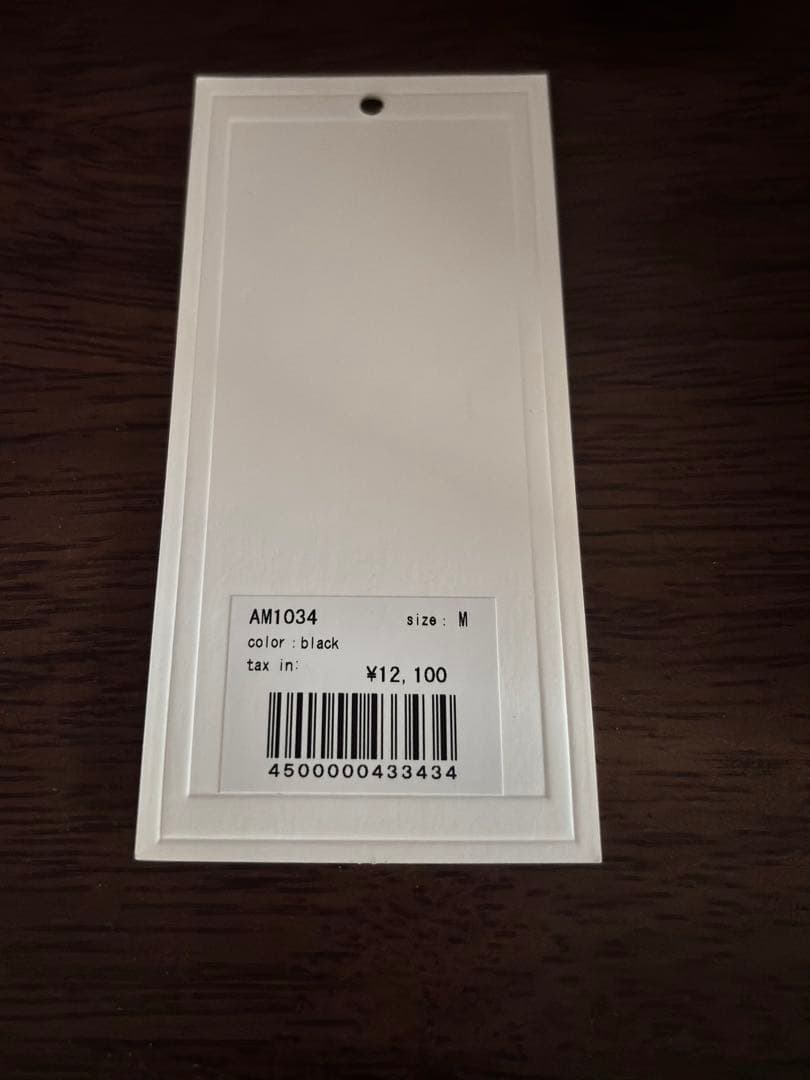 AM1034 size: M
color:black
tax in:
¥12,100
4500000433434